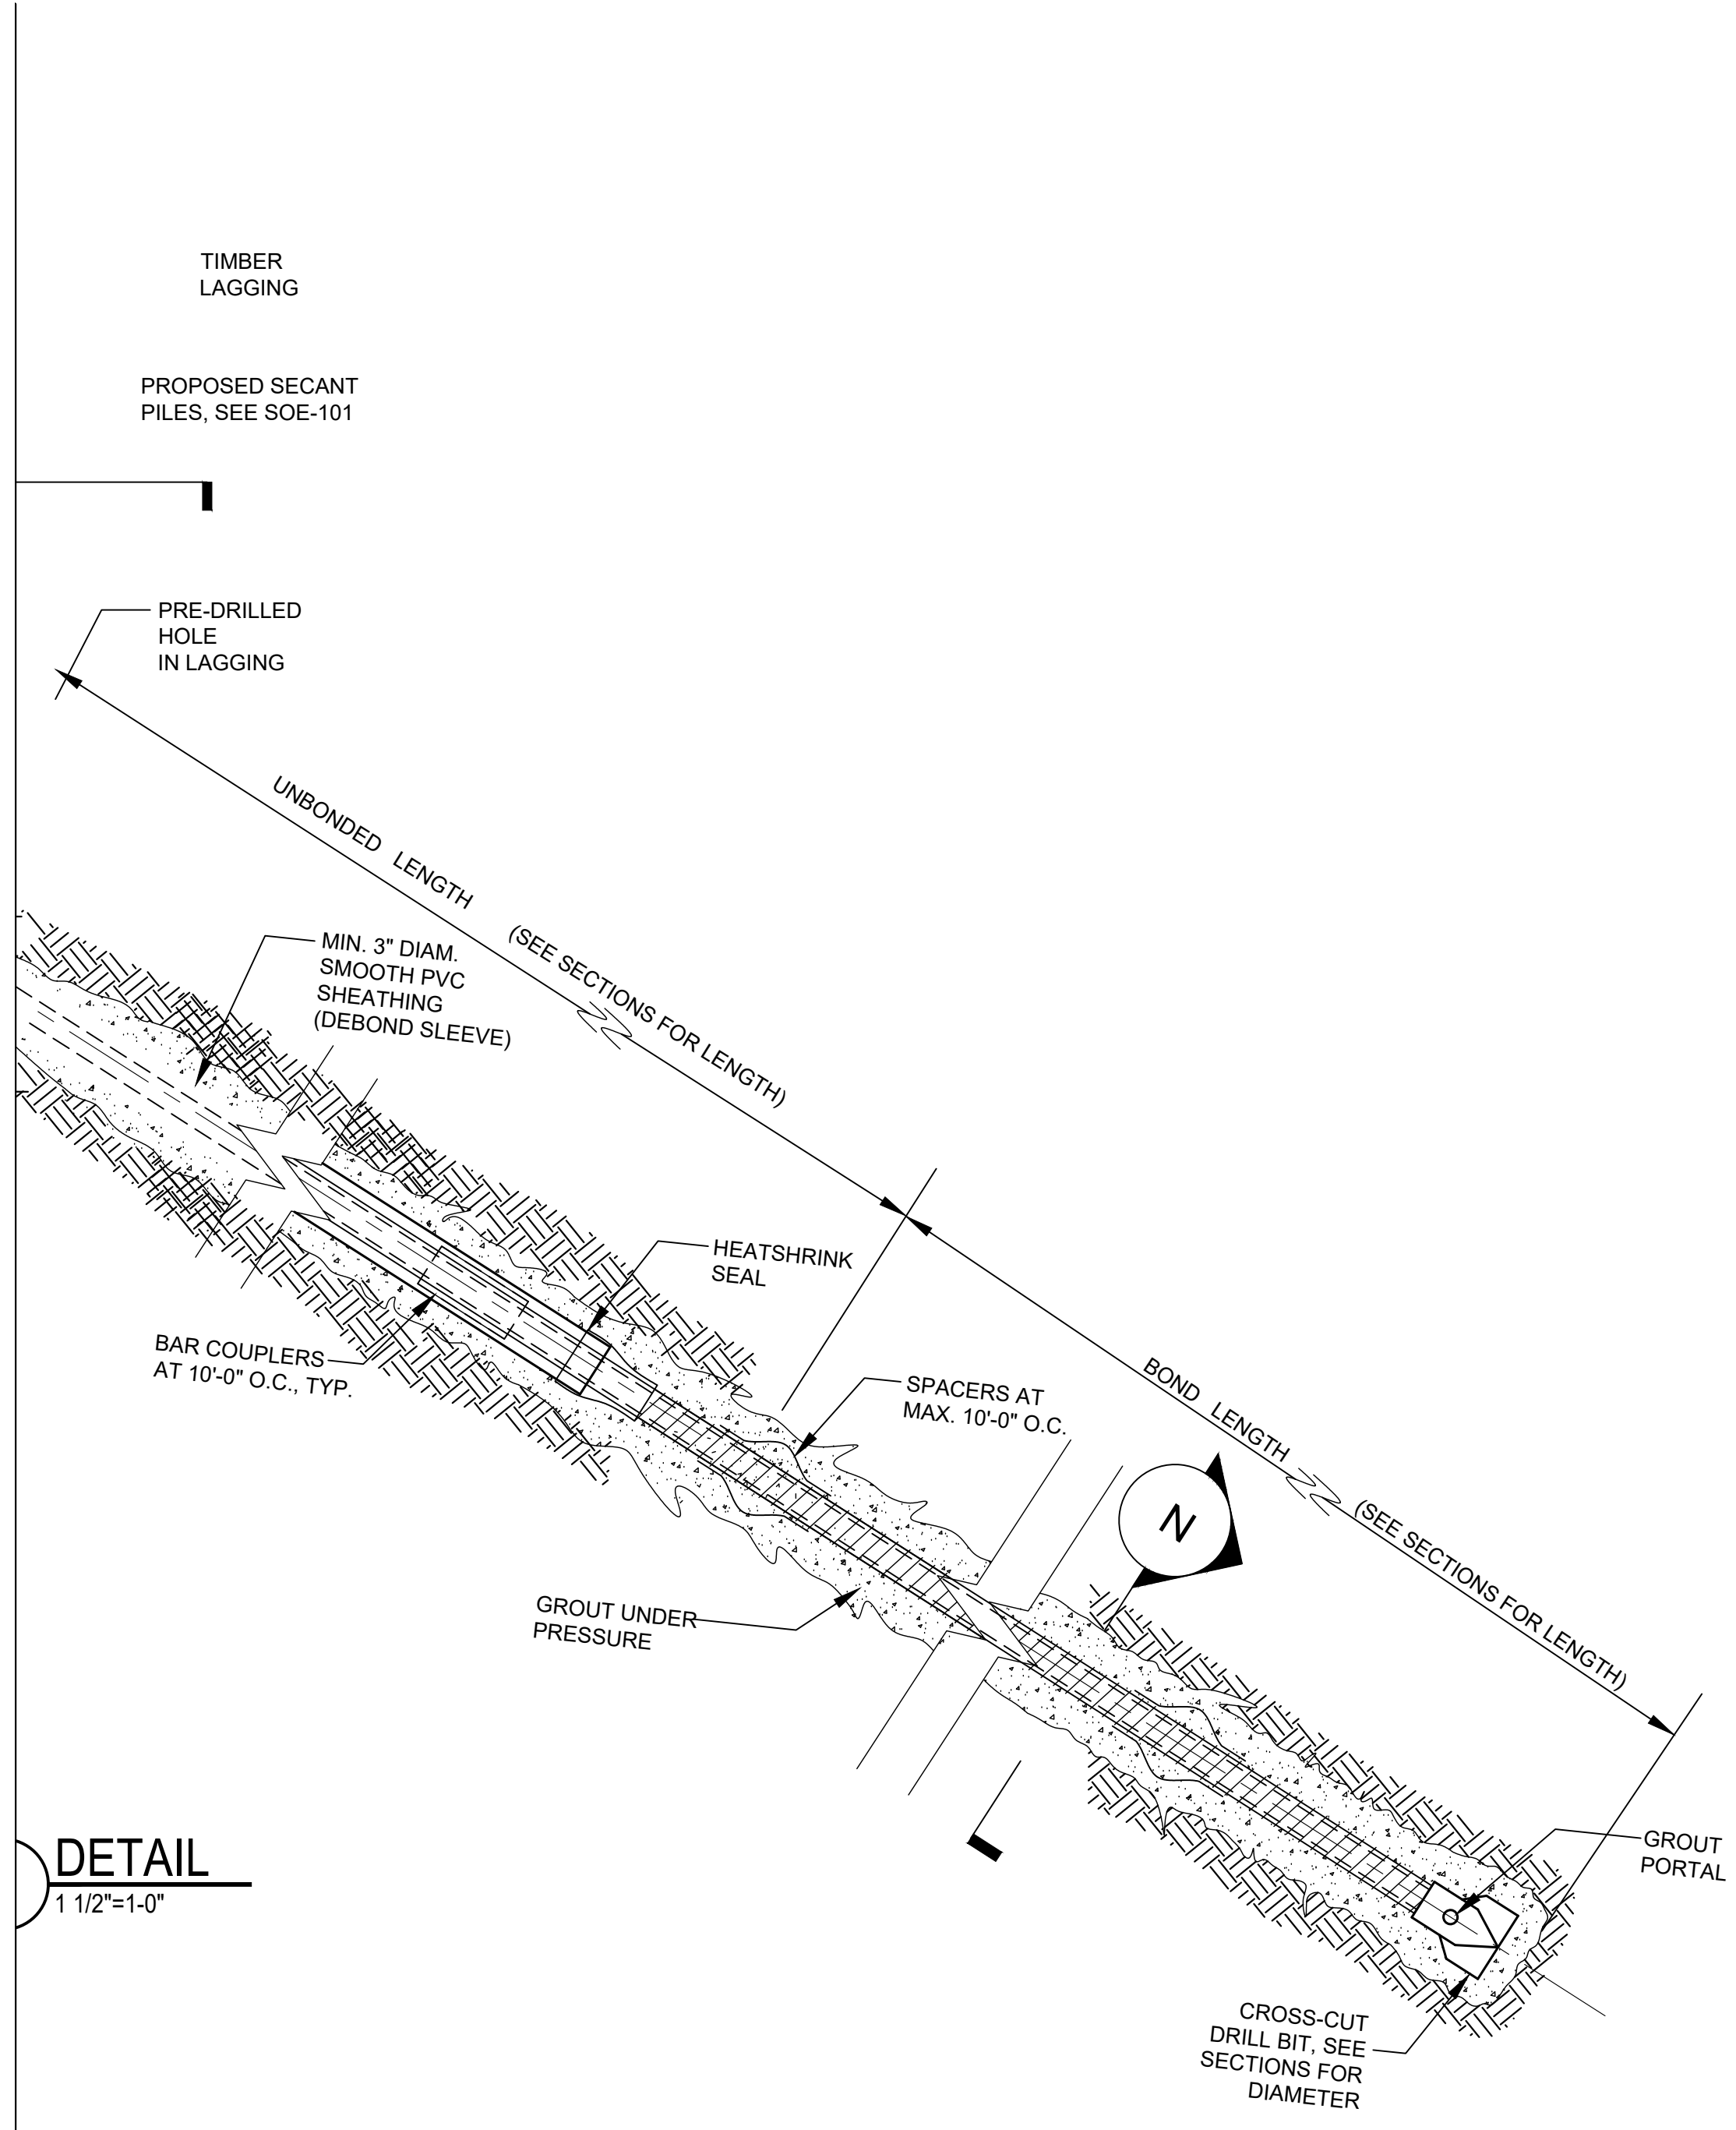 TIMBER
LAGGING
PROPOSED SECANT
PILES, SEE SOE-101
PRE-DRILLED
HOLE
IN LAGGING
UNBONDED LENGTH
(SEE SECTIONS FOR LENGTH)
MIN. 3" DIAM.
SMOOTH PVC
SHEATHING
(DEBOND SLEEVE)
HEATSHRINK
SEAL
BAR COUPLERS
AT 10'-0" O.C., TYP.
SPACERS AT
MAX. 10'-0" O.C.
BOND LENGTH
(SEE SECTIONS FOR LENGTH)
N
GROUT UNDER
PRESSURE
GROUT
PORTAL
DETAIL
1 1/2"=1-0"
CROSS-CUT
DRILL BIT, SEE
SECTIONS FOR
DIAMETER